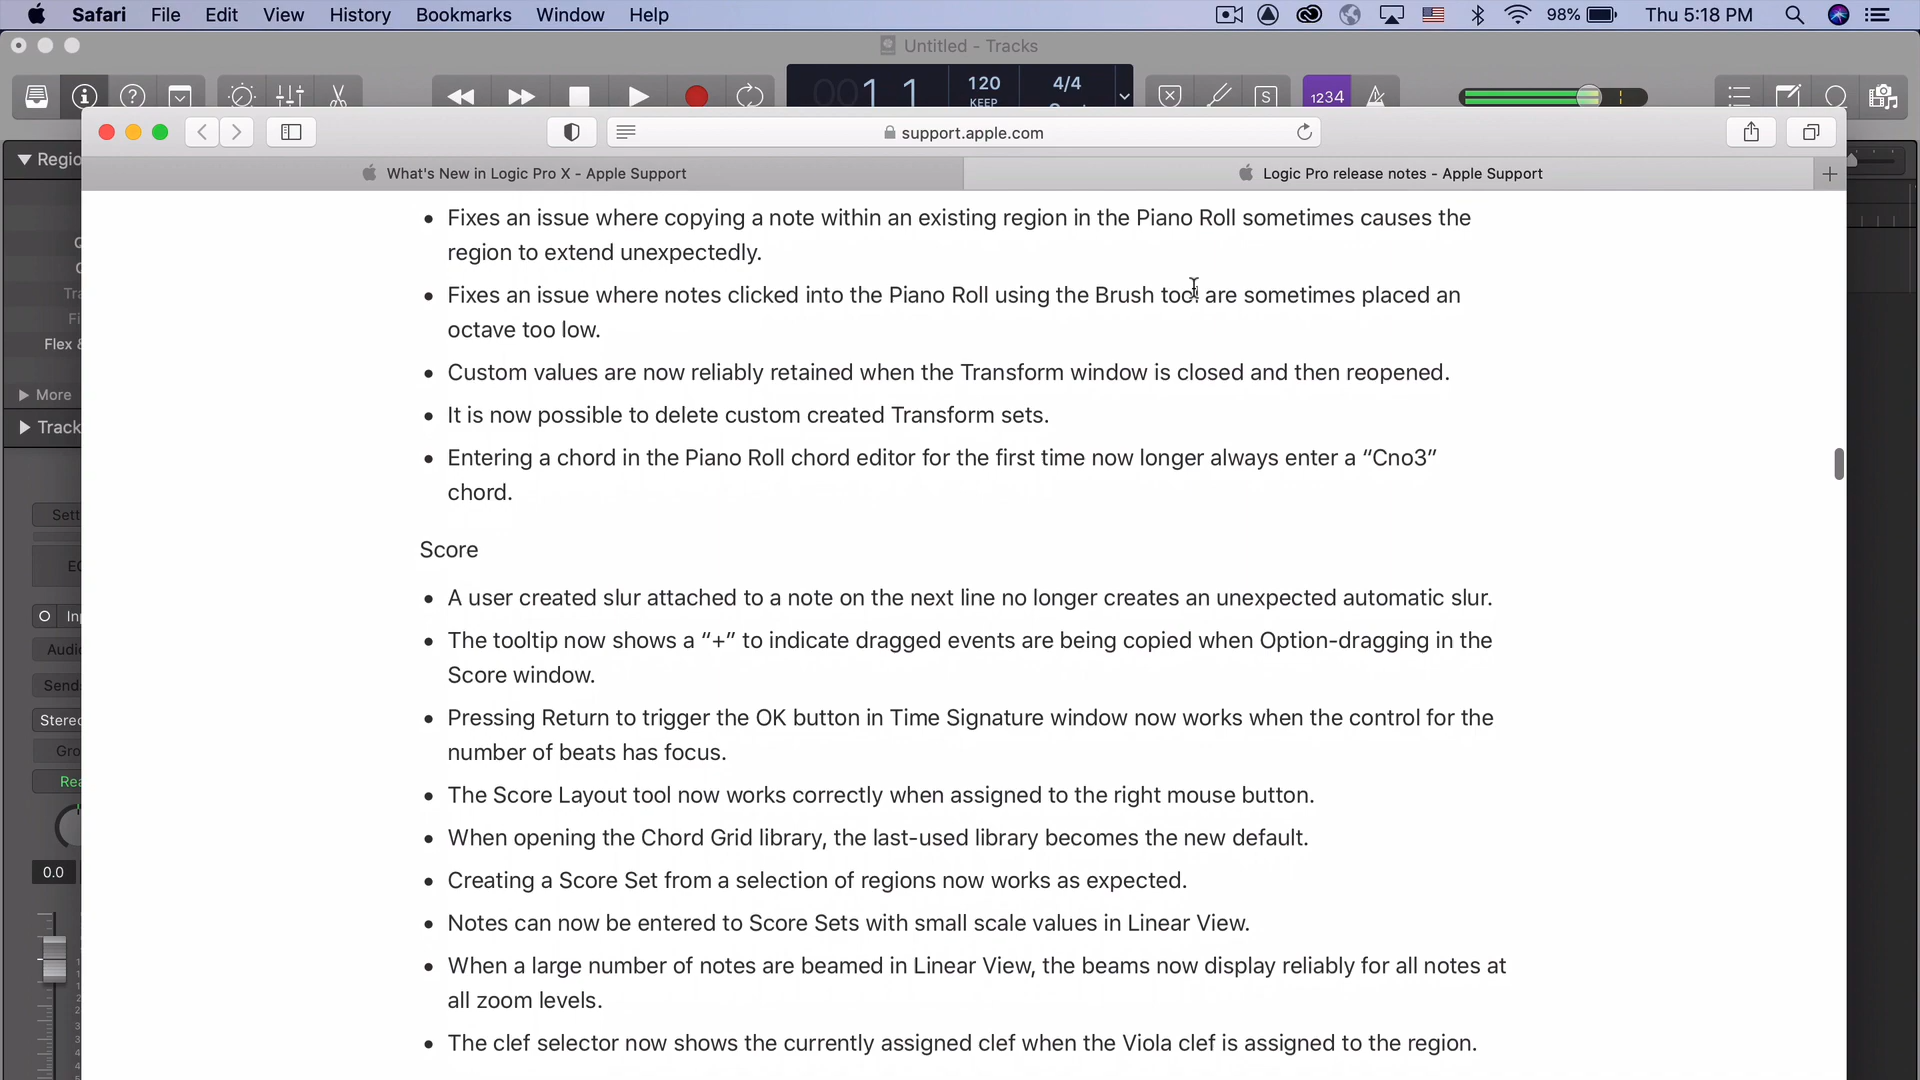 Safari File Edit View History Bookmarks Window Help 98% Thu 5:18 PM
Untitled - Tracks
001 1 120 4/4
KEEP
1234
S
support.apple.com
Regio
What's New in Logic Pro X - Apple Support
Logic Pro release notes - Apple Support
• Fixes an issue where copying a note within an existing region in the Piano Roll sometimes causes the
region to extend unexpectedly.
• Fixes an issue where notes clicked into the Piano Roll using the Brush tool are sometimes placed an
octave too low.
Tra
Fi
Flex &
• Custom values are now reliably retained when the Transform window is closed and then reopened.
More
• It is now possible to delete custom created Transform sets.
Track
• Entering a chord in the Piano Roll chord editor for the first time now longer always enter a “Cno3”
chord.
Sett
Score
EC
• A user created slur attached to a note on the next line no longer creates an unexpected automatic slur.
Inp
• The tooltip now shows a “+” to indicate dragged events are being copied when Option-dragging in the
Score window.
Audio
Send
Stereo
• Pressing Return to trigger the OK button in Time Signature window now works when the control for the
number of beats has focus.
Gro
Rea
• The Score Layout tool now works correctly when assigned to the right mouse button.
• When opening the Chord Grid library, the last-used library becomes the new default.
0.0
• Creating a Score Set from a selection of regions now works as expected.
• Notes can now be entered to Score Sets with small scale values in Linear View.
• When a large number of notes are beamed in Linear View, the beams now display reliably for all notes at
all zoom levels.
• The clef selector now shows the currently assigned clef when the Viola clef is assigned to the region.